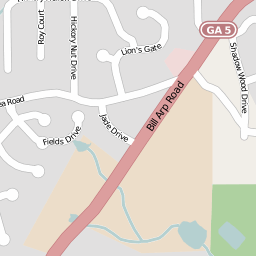 Roy Court
Hickory Nut Drive
Lion's Gate
GA 5
Shadow Wood Drive
Road
Jade Drive
Bill Arp Road
Fields Drive